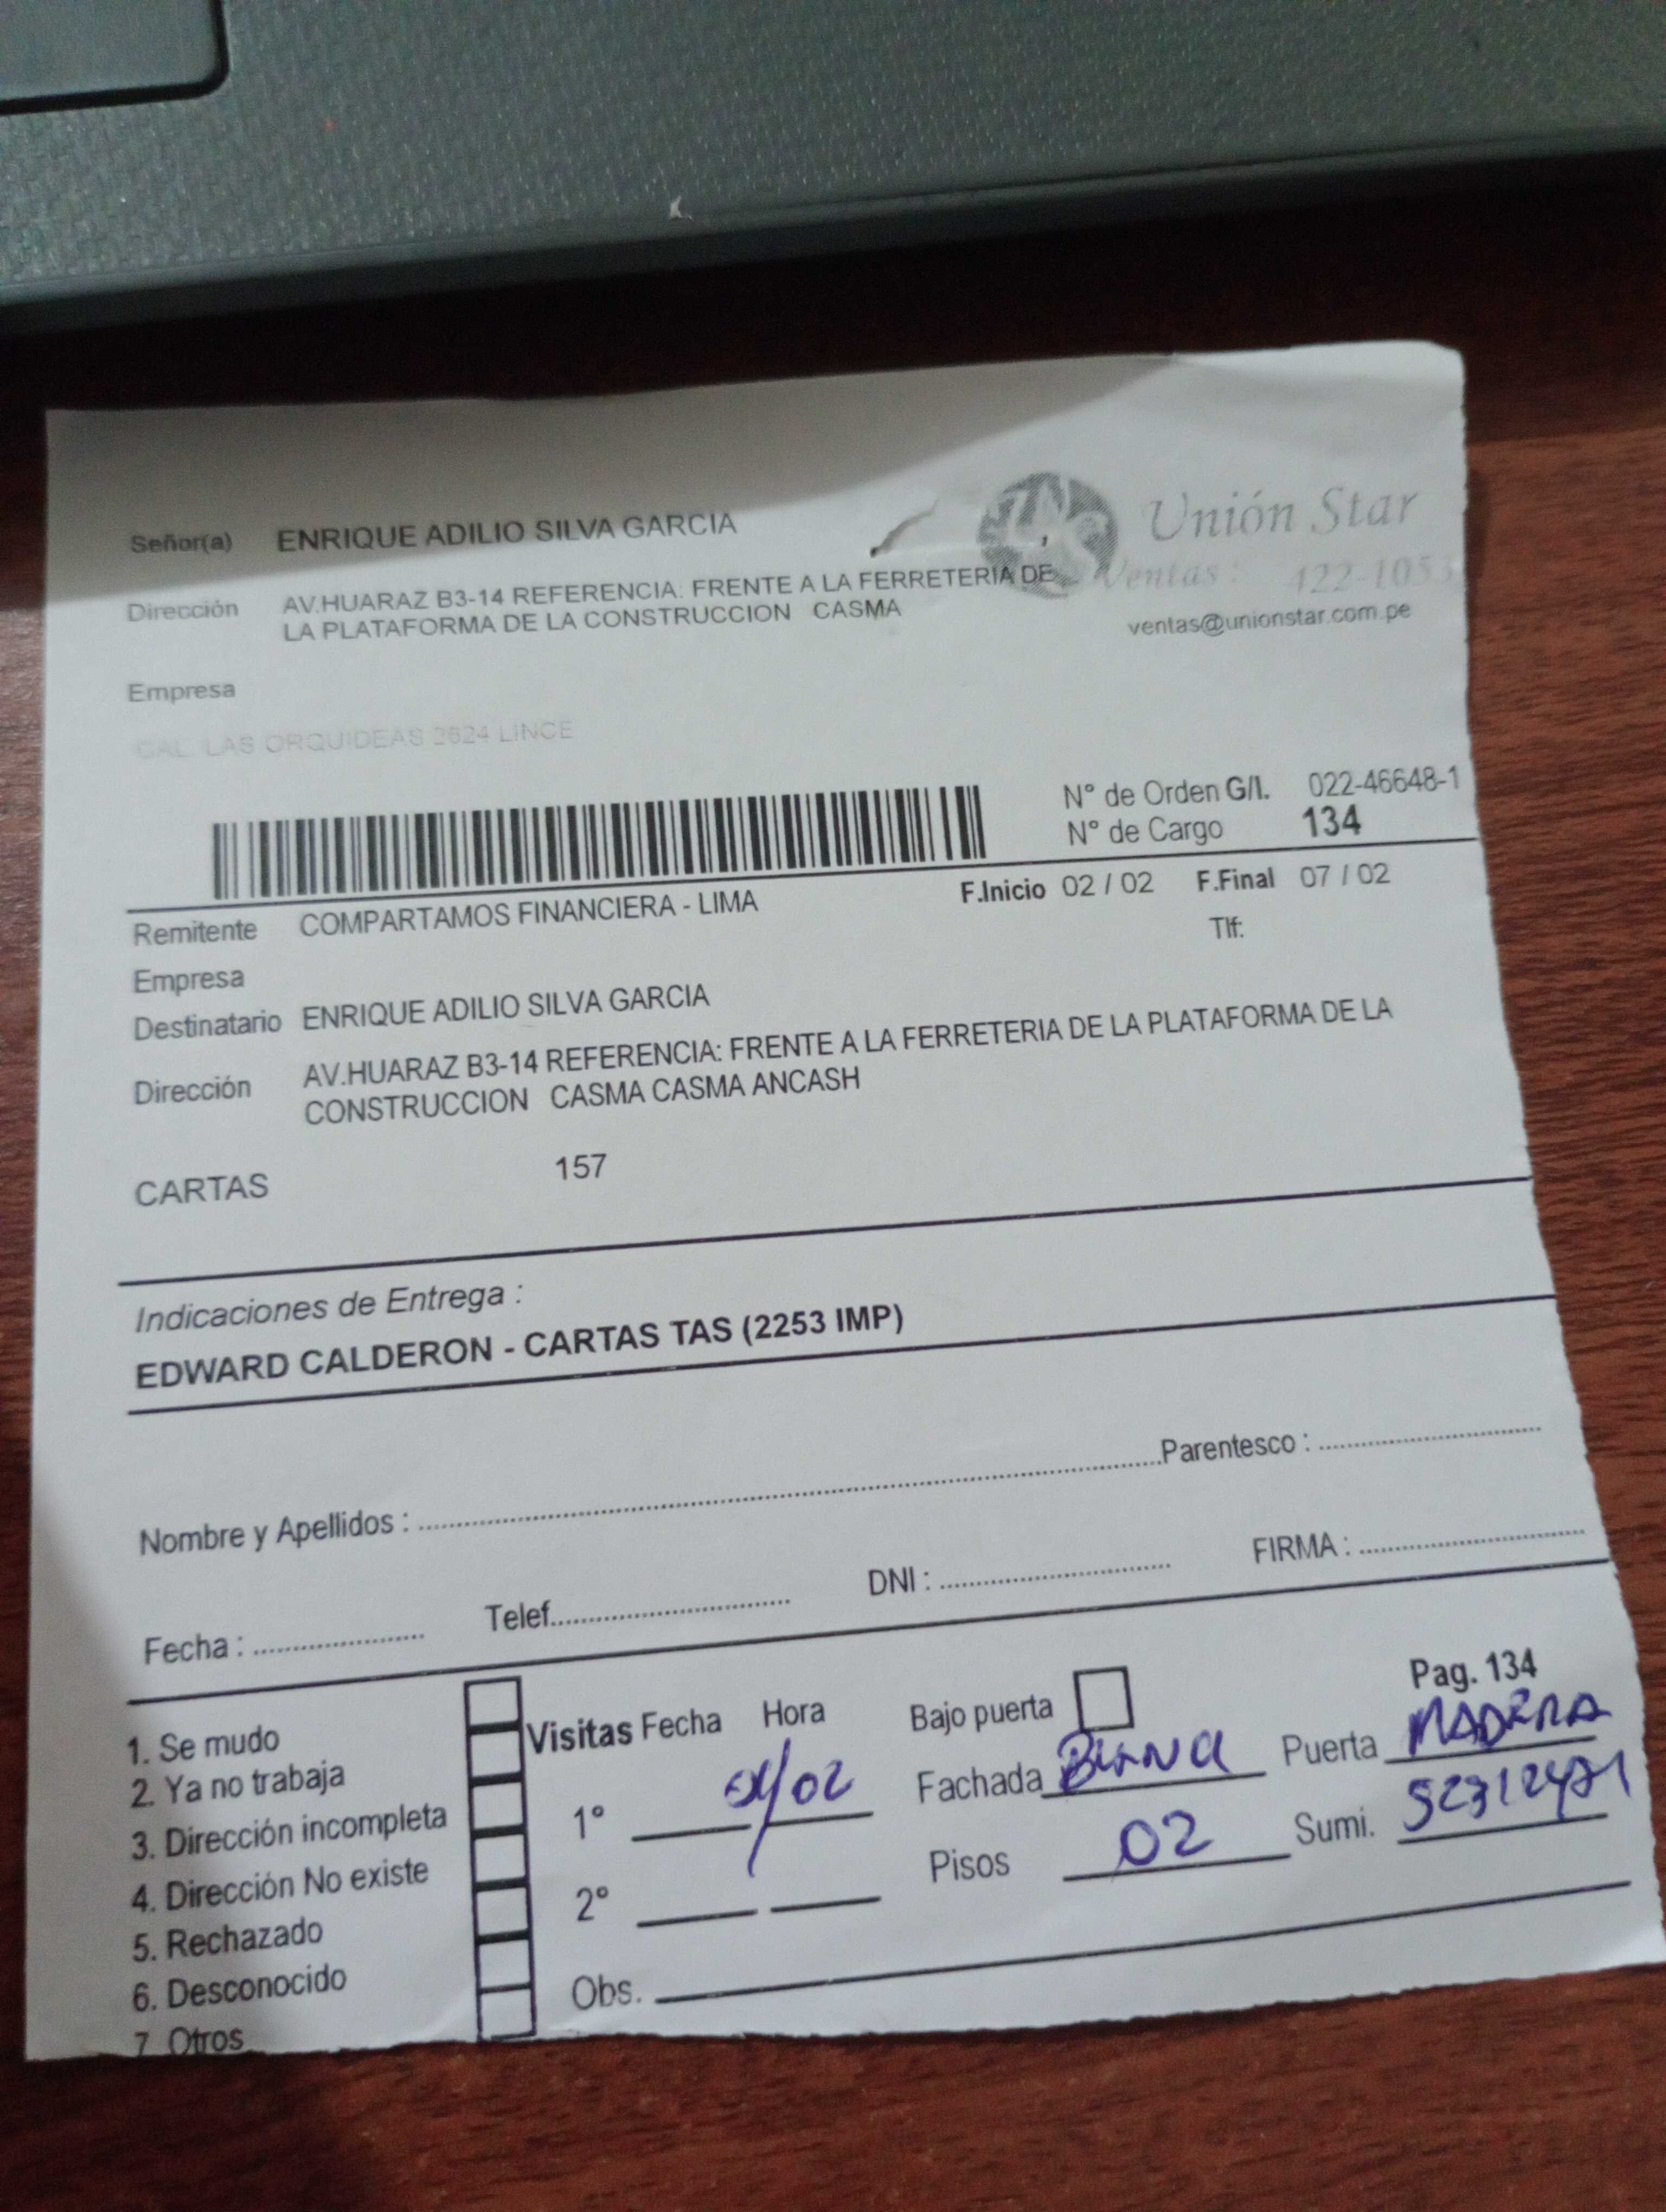 Señor(a) ENRIQUE ADILIO SILVA GARCIA
Unión Star
Dirección AV.HUARAZ B3-14 REFERENCIA: FRENTE A LA FERRETERIA DE
LA PLATAFORMA DE LA CONSTRUCCION CASMA
Ventas: 422-105
ventas@unionstar.com.pe
Empresa
CAL. LAS ORQUIDEAS 2624 LINCE
N° de Orden G/I. 022-46648-1
N° de Cargo 134
Remitente COMPARTAMOS FINANCIERA - LIMA F.Inicio 02 / 02 F.Final 07 / 02
Empresa Tlf:
Destinatario ENRIQUE ADILIO SILVA GARCIA
Dirección AV.HUARAZ B3-14 REFERENCIA: FRENTE A LA FERRETERIA DE LA PLATAFORMA DE LA
CONSTRUCCION CASMA CASMA ANCASH
CARTAS 157
Indicaciones de Entrega :
EDWARD CALDERON - CARTAS TAS (2253 IMP)
Nombre y Apellidos : Parentesco :
Fecha : Telef. DNI : FIRMA :
Pag. 134
1. Se mudo Visitas Fecha Hora Bajo puerta
2. Ya no trabaja Fachada Puerta MADERA
3. Dirección incompleta 1° 04/02 Pisos 02 Sumi.
4. Dirección No existe 2°
5. Rechazado
6. Desconocido Obs.
7. Otros